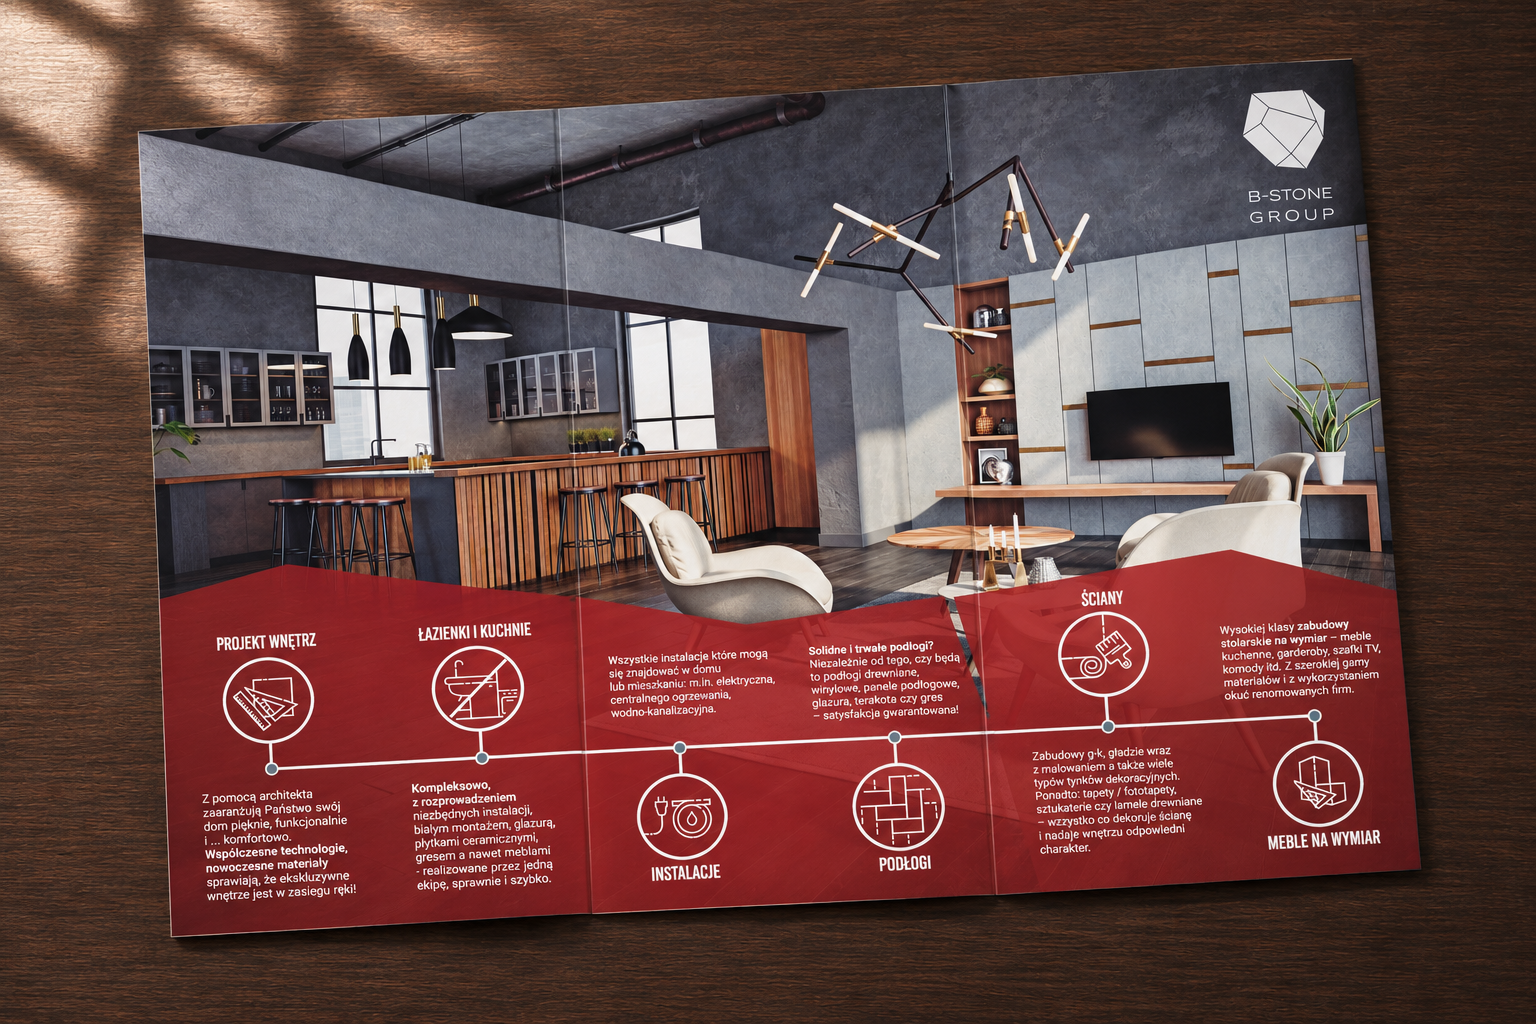 B-STONE
GROUP
PROJEKT WNĘTRZ
Z pomocą architekta
zaaranżują Państwo swój
dom pięknie, funkcjonalnie
i ... komfortowo.
Współczesne technologie,
nowoczesne materiały
sprawiają, że ekskluzywne
wnętrze jest w zasiegu ręki!
ŁAZIENKI I KUCHNIE
Kompleksowo,
z rozprowadzeniem
niezbędnych instalacji,
białym montażem, glazurą,
płytkami ceramicznymi,
gresem a nawet meblami
- realizowane przez jedną
ekipę, sprawnie i szybko.
Wszystkie instalacje które mogą
się znajdować w domu
lub mieszkaniu: m.in. elektryczna,
centralnego ogrzewania,
wodno-kanalizacyjna.
INSTALACJE
Solidne i trwałe podłogi?
Niezależnie od tego, czy będą
to podłogi drewniane,
winylowe, panele podłogowe,
glazura, terakota czy gres
– satysfakcja gwarantowana!
PODŁOGI
ŚCIANY
Zabudowy g-k, gładzie wraz
z malowaniem a także wiele
typów tynków dekoracyjnych.
Ponadto: tapety / fototapety,
sztukaterie czy lamele drewniane
– wszystko co dekoruje ścianę
i nadaje wnętrzu odpowiedni
charakter.
Wysokiej klasy zabudowy
stolarskie na wymiar – meble
kuchenne, garderoby, szafki TV,
komody itd. Z szerokiej gamy
materiałów i z wykorzystaniem
okuć renomowanych firm.
MEBLE NA WYMIAR